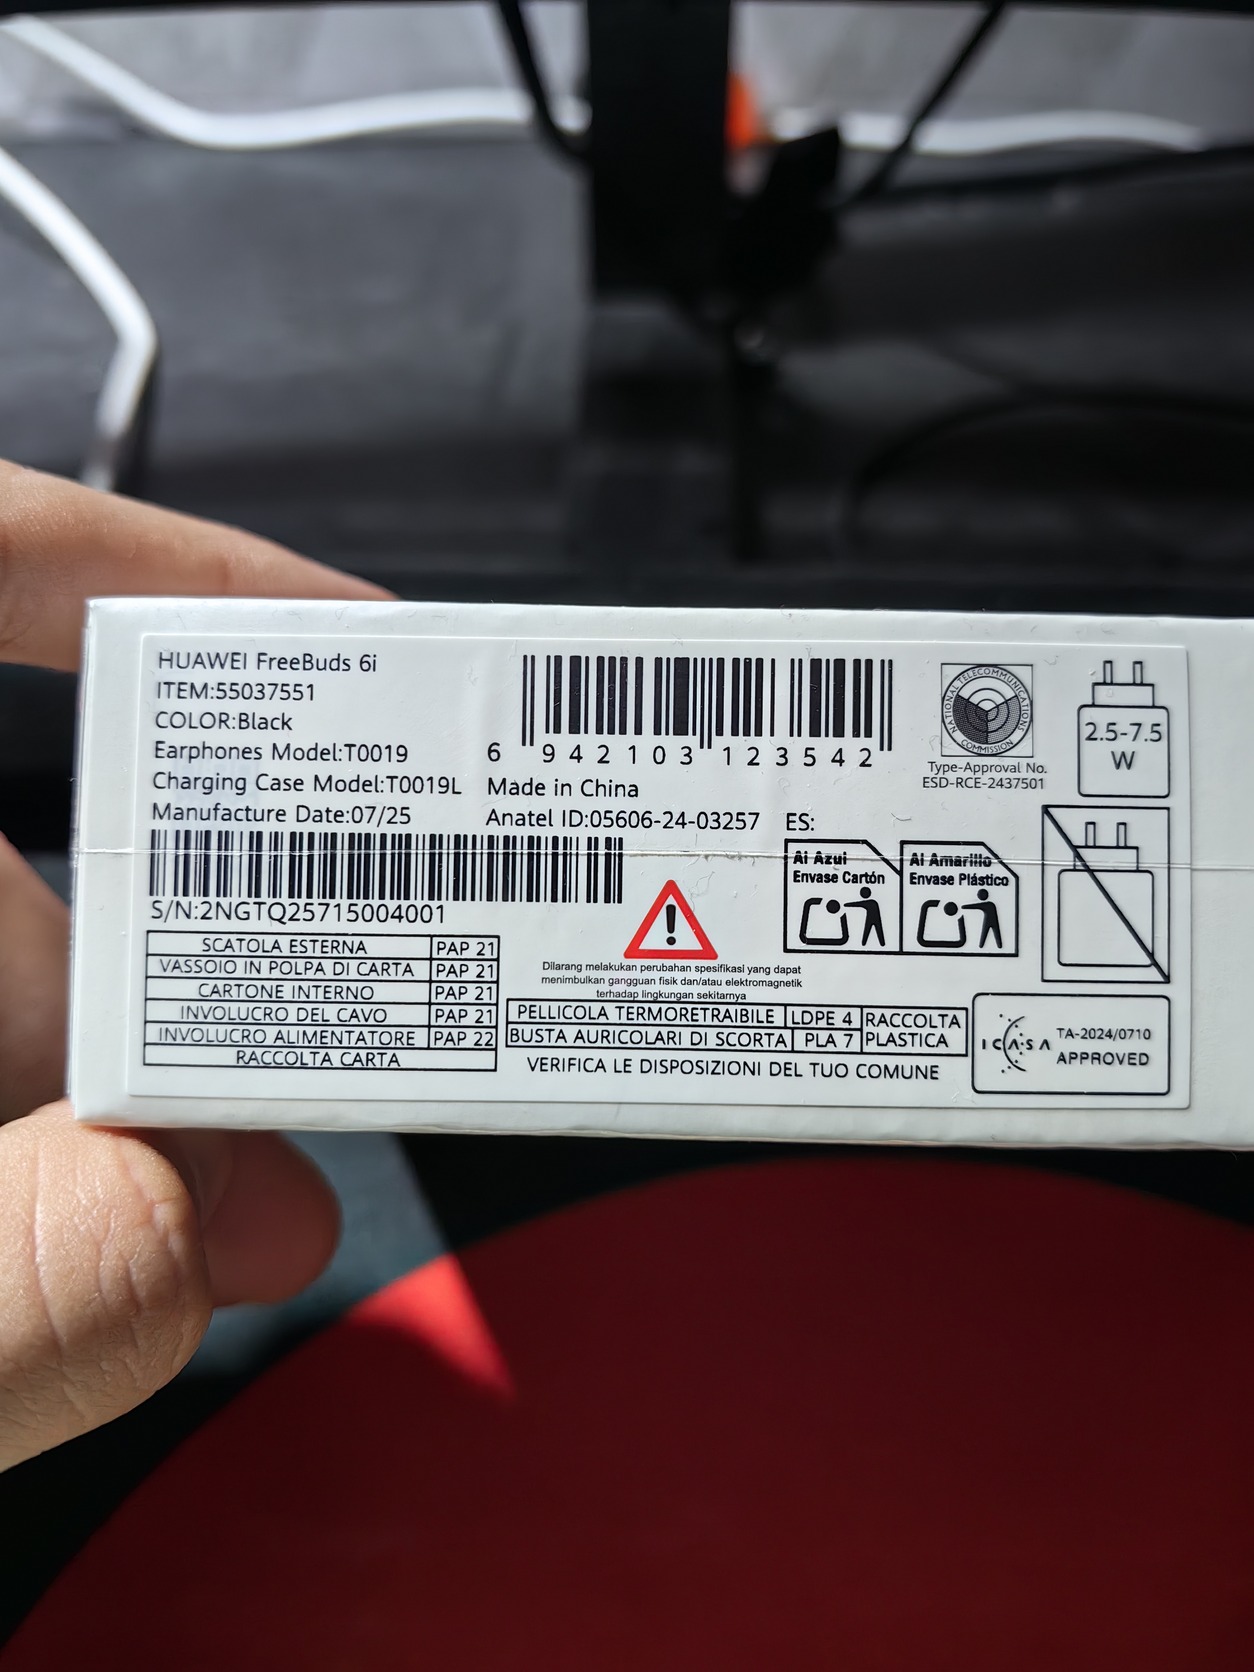 HUAWEI FreeBuds 6i
ITEM:55037551
COLOR:Black
Earphones Model:T0019
Charging Case Model:T0019L
Manufacture Date:07/25
S/N:2NGTQ25715004001
6 942103 123542
Made in China
Anatel ID:05606-24-03257
NATIONAL TELECOMMUNICATIONS COMMISSION
Type-Approval No.
ESD-RCE-2437501
2.5-7.5
W
ES:
Al Azul
Envase Cartón
Al Amarillo
Envase Plástico
Dilarang melakukan perubahan spesifikasi yang dapat
menimbulkan gangguan fisik dan/atau elektromagnetik
terhadap lingkungan sekitarnya
SCATOLA ESTERNA PAP 21
VASSOIO IN POLPA DI CARTA PAP 21
CARTONE INTERNO PAP 21
INVOLUCRO DEL CAVO PAP 21
INVOLUCRO ALIMENTATORE PAP 22
RACCOLTA CARTA
PELLICOLA TERMORETRAIBILE LDPE 4 RACCOLTA
BUSTA AURICOLARI DI SCORTA PLA 7 PLASTICA
VERIFICA LE DISPOSIZIONI DEL TUO COMUNE
ICASA
TA-2024/0710
APPROVED